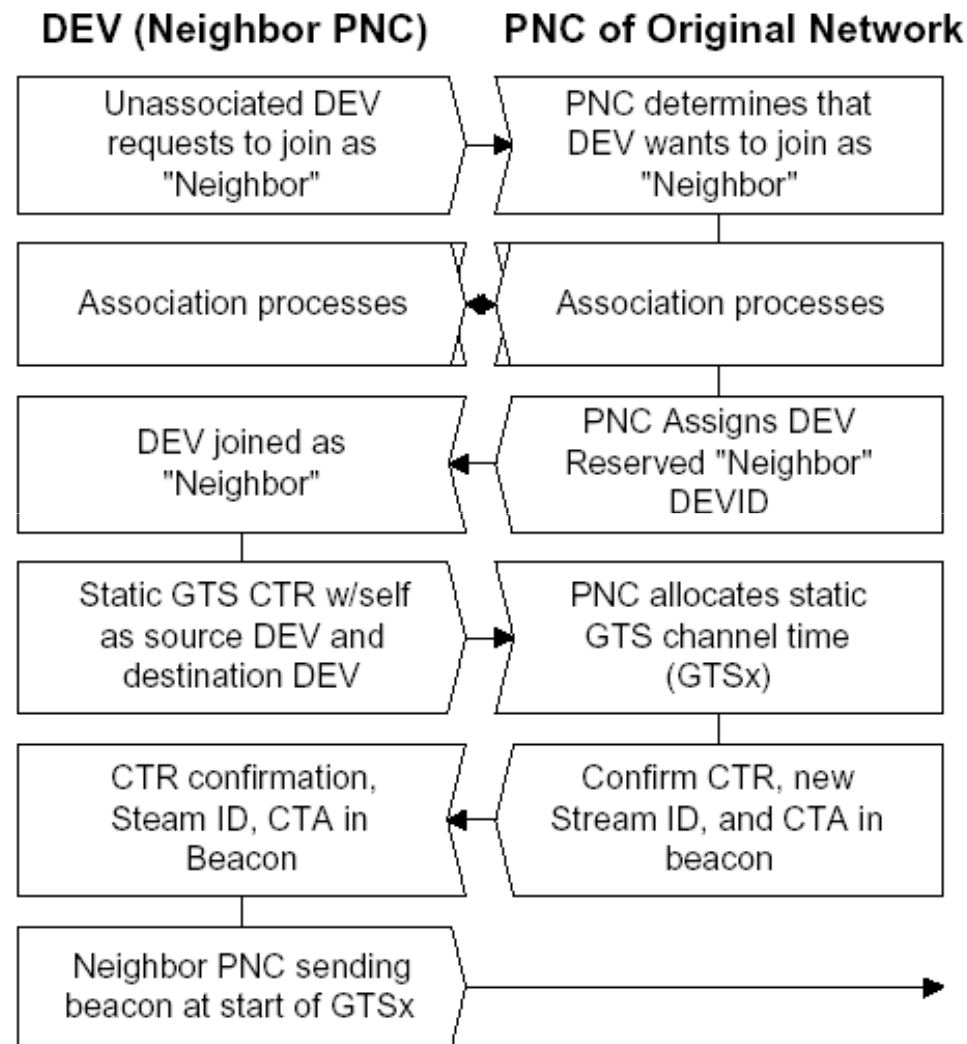 DEV (Neighbor PNC)
PNC of Original Network
Unassociated DEV
requests to join as
"Neighbor"
PNC determines that
DEV wants to join as
"Neighbor"
Association processes
Association processes
DEV joined as
"Neighbor"
PNC Assigns DEV
Reserved "Neighbor"
DEVID
Static GTS CTR w/self
as source DEV and
destination DEV
PNC allocates static
GTS channel time
(GTSx)
CTR confirmation,
Steam ID, CTA in
Beacon
Confirm CTR, new
Stream ID, and CTA in
beacon
Neighbor PNC sending
beacon at start of GTSx